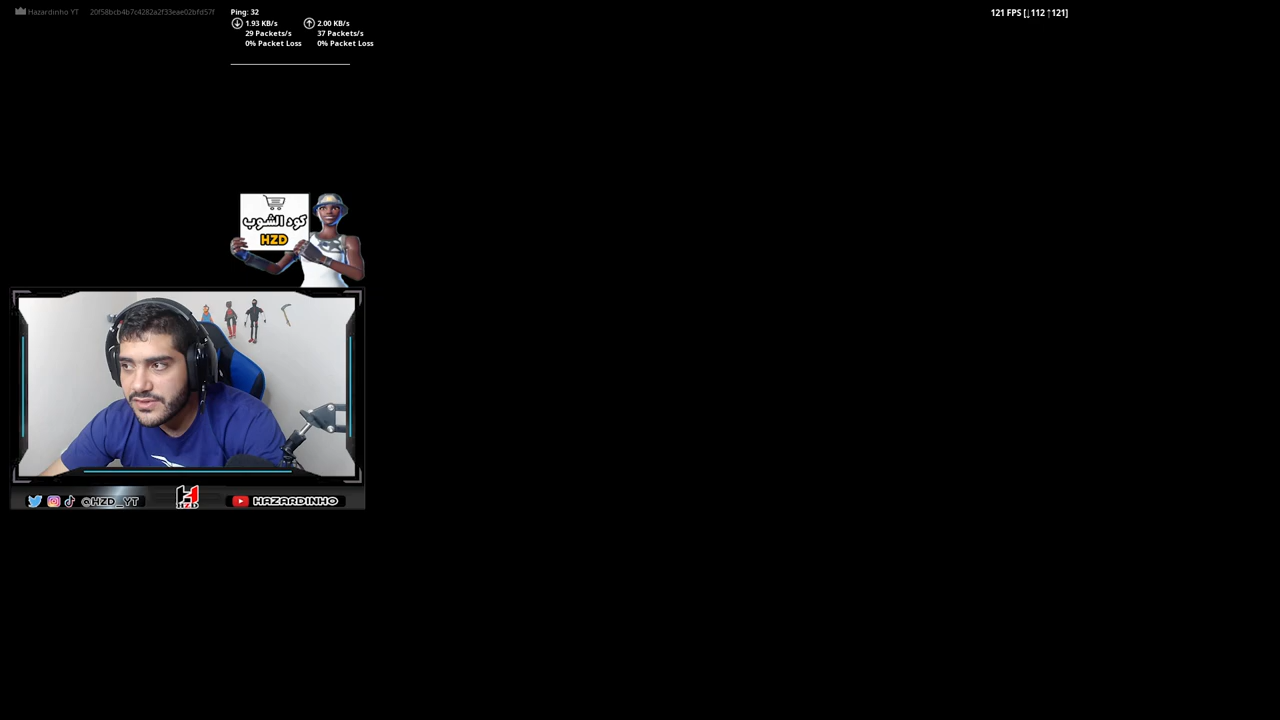 Hazardinho YT 20f58bcb4b7c4282a2f33eae02bfd57f
Ping: 32
1.93 KB/s 2.00 KB/s
29 Packets/s 37 Packets/s
0% Packet Loss 0% Packet Loss
121 FPS [↓112 ↑121]
كود الشوب
HZD
@HZD_YT
HZD
HAZARDINHO